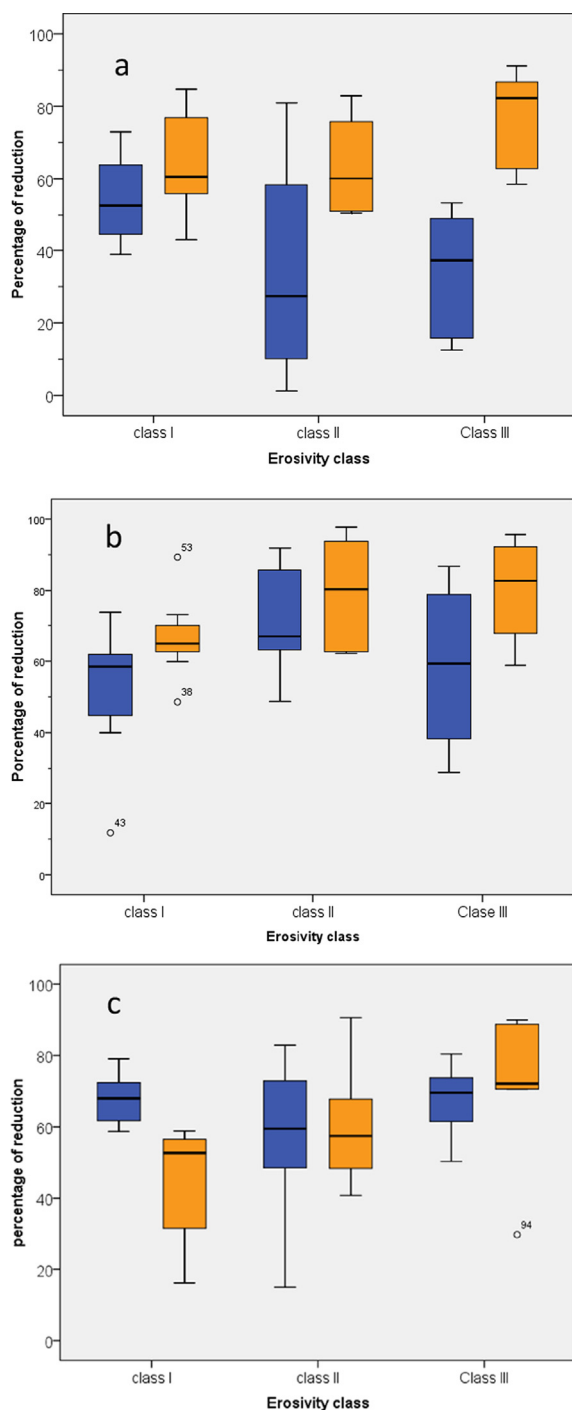 a
Percentage of reduction
100
80
60
40
20
0
class I class II Class III
Erosivity class
b
Porcentage of reduction
100
80
60
40
20
0
53
38
43
class I class II Clase III
Erosivity class
c
percentage of reduction
100
80
60
40
20
0
94
class I class II Class III
Erosivity class